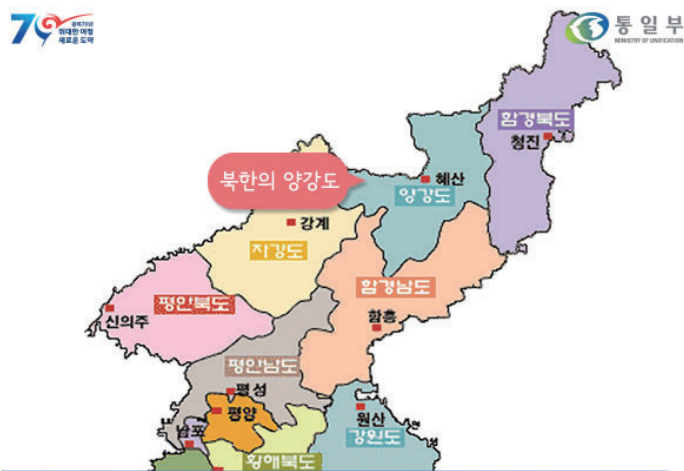 70
광복70년
위대한 여정
새로운 도약
통일부
MINISTRY OF UNIFICATION
함경북도
청진
북한의 양강도
혜산
양강도
강계
자강도
함경남도
평안북도
신의주
함흥
평안남도
평성
평양
원산
남포
강원도
황해북도